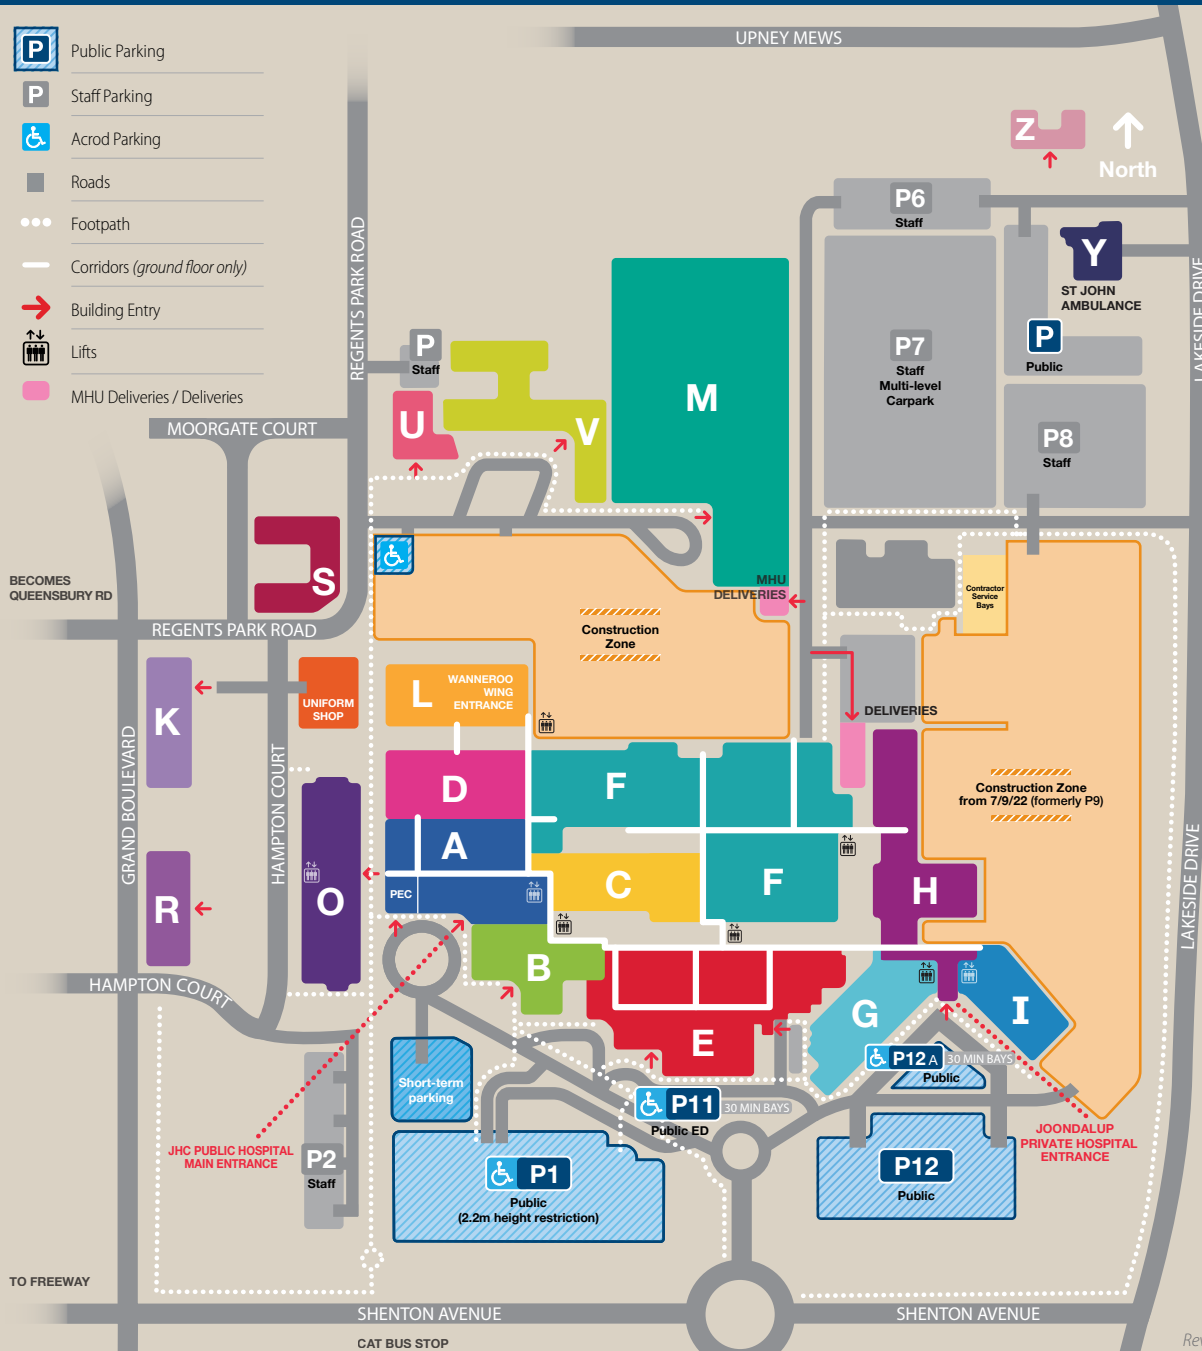 UPNEY MEWS
P Public Parking
P Staff Parking
Acrod Parking
Roads
Footpath
Corridors (ground floor only)
Building Entry
Lifts
MHU Deliveries / Deliveries
Z
North
P6
Staff
Y
ST JOHN
AMBULANCE
LAKESIDE DRIVE
REGENTS PARK ROAD
P
Staff
P7
Staff
Multi-level
Carpark
P
Public
M
U
V
P8
Staff
MOORGATE COURT
S
BECOMES
QUEENSBURY RD
REGENTS PARK ROAD
MHU
DELIVERIES
Contractor
Service
Bays
Construction
Zone
L
WANNEROO
WING
ENTRANCE
UNIFORM
SHOP
K
DELIVERIES
GRAND BOULEVARD
HAMPTON COURT
D
F
Construction Zone
from 7/9/22 (formerly P9)
A
PEC
C
F
H
O
R
LAKESIDE DRIVE
B
HAMPTON COURT
E
G
I
P12 A
30 MIN BAYS
Public
Short-term
parking
P11
30 MIN BAYS
Public ED
JHC PUBLIC HOSPITAL
MAIN ENTRANCE
P2
Staff
P1
Public
(2.2m height restriction)
P12
Public
JOONDALUP
PRIVATE HOSPITAL
ENTRANCE
TO FREEWAY
SHENTON AVENUE
SHENTON AVENUE
CAT BUS STOP